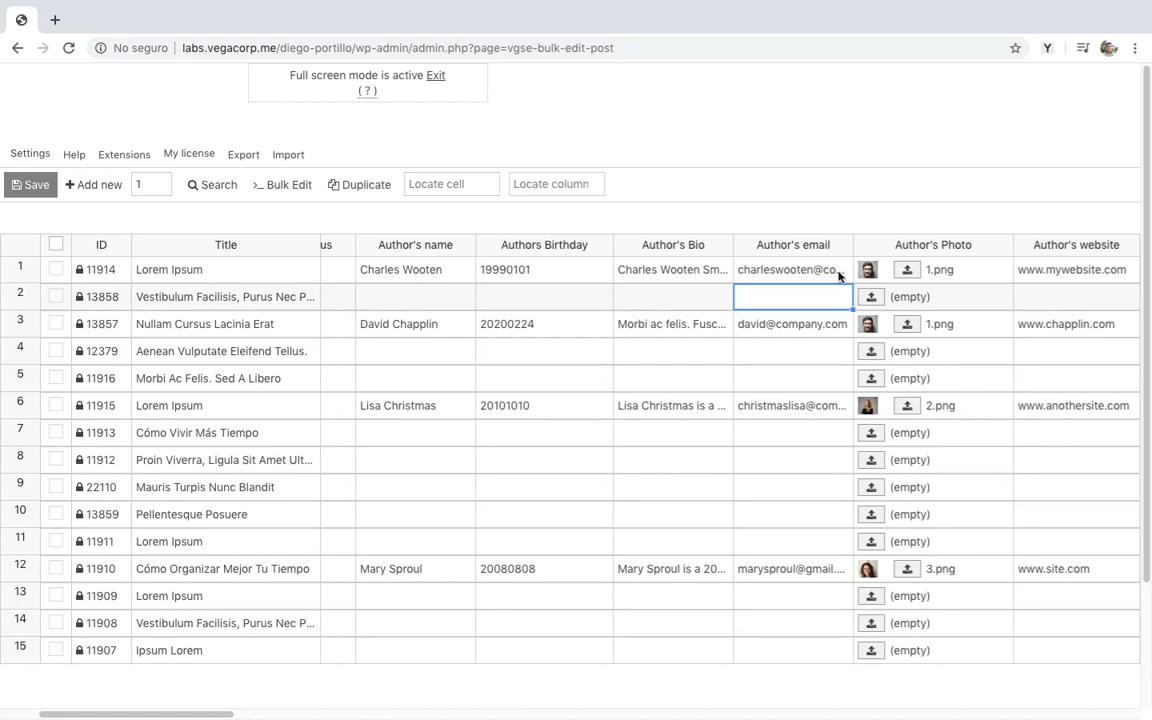 No seguro labs.vegacorp.me/diego-portillo/wp-admin/admin.php?page=vgse-bulk-edit-post Y
Full screen mode is active Exit
( ? )
Settings Help Extensions My license Export Import
Save Add new 1 Search Bulk Edit Duplicate Locate cell Locate column
ID Title us Author's name Authors Birthday Author's Bio Author's email Author's Photo Author's website
1 11914 Lorem Ipsum Charles Wooten 19990101 Charles Wooten Sm... charleswooten@co... 1.png www.mywebsite.com
2 13858 Vestibulum Facilisis, Purus Nec P... (empty)
3 13857 Nullam Cursus Lacinia Erat David Chapplin 20200224 Morbi ac felis. Fusc... david@company.com 1.png www.chapplin.com
4 12379 Aenean Vulputate Eleifend Tellus. (empty)
5 11916 Morbi Ac Felis. Sed A Libero (empty)
6 11915 Lorem Ipsum Lisa Christmas 20101010 Lisa Christmas is a ... christmaslisa@com... 2.png www.anothersite.com
7 11913 Cómo Vivir Más Tiempo (empty)
8 11912 Proin Viverra, Ligula Sit Amet Ult... (empty)
9 22110 Mauris Turpis Nunc Blandit (empty)
10 13859 Pellentesque Posuere (empty)
11 11911 Lorem Ipsum (empty)
12 11910 Cómo Organizar Mejor Tu Tiempo Mary Sproul 20080808 Mary Sproul is a 20... marysproul@gmail.... 3.png www.site.com
13 11909 Lorem Ipsum (empty)
14 11908 Vestibulum Facilisis, Purus Nec P... (empty)
15 11907 Ipsum Lorem (empty)